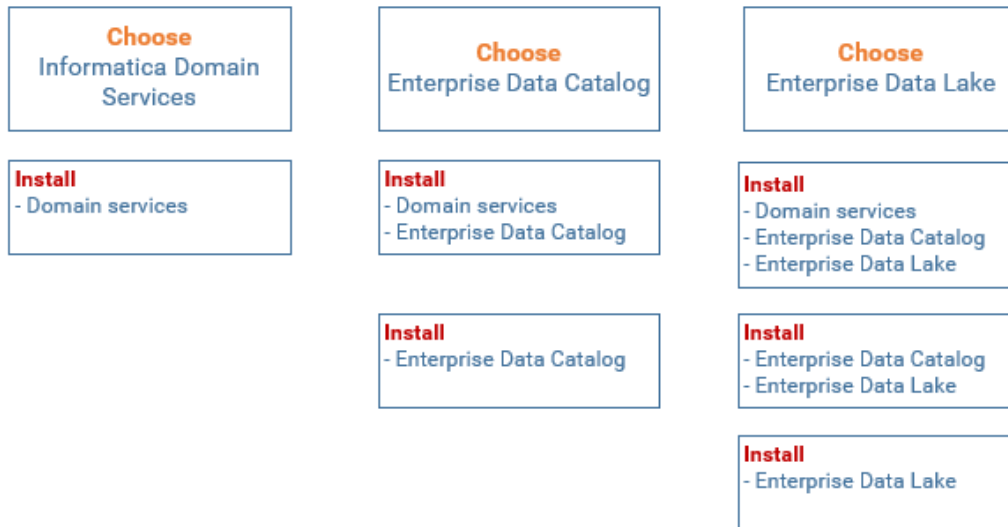 Choose
Informatica Domain
Services
Choose
Enterprise Data Catalog
Choose
Enterprise Data Lake
Install
- Domain services
Install
- Domain services
- Enterprise Data Catalog
Install
- Domain services
- Enterprise Data Catalog
- Enterprise Data Lake
Install
- Enterprise Data Catalog
Install
- Enterprise Data Catalog
- Enterprise Data Lake
Install
- Enterprise Data Lake